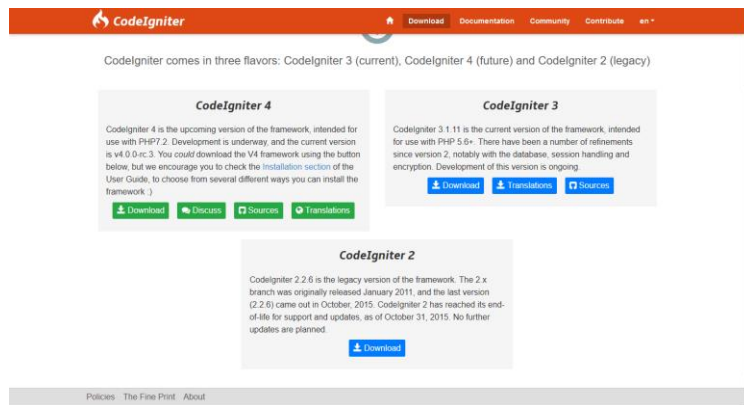 CodeIgniter
Download Documentation Community Contribute en
CodeIgniter comes in three flavors: CodeIgniter 3 (current), CodeIgniter 4 (future) and CodeIgniter 2 (legacy)
CodeIgniter 4
CodeIgniter 4 is the upcoming version of the framework, intended for
use with PHP7.2. Development is underway, and the current version
is v4.0.0-rc.3. You could download the V4 framework using the button
below, but we encourage you to check the Installation section of the
User Guide, to choose from several different ways you can install the
framework :)
Download Discuss Sources Translations
CodeIgniter 3
CodeIgniter 3.1.11 is the current version of the framework, intended
for use with PHP 5.6+. There have been a number of refinements
since version 2, notably with the database, session handling and
encryption. Development of this version is ongoing.
Download Translations Sources
CodeIgniter 2
CodeIgniter 2.2.6 is the legacy version of the framework. The 2.x
branch was originally released January 2011, and the last version
(2.2.6) came out in October, 2015. CodeIgniter 2 has reached its end-
of-life for support and updates, as of October 31, 2015. No further
updates are planned.
Download
Policies The Fine Print About